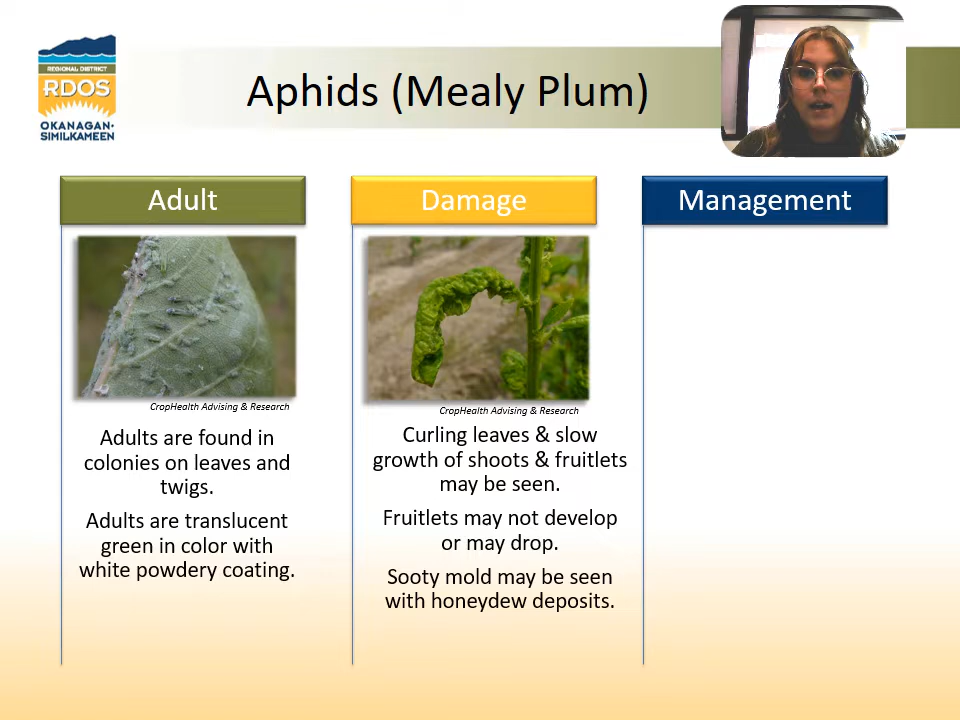 REGIONAL DISTRICT
RDOS
OKANAGAN-
SIMILKAMEEN
Aphids (Mealy Plum)
Adult
CropHealth Advising & Research
Adults are found in
colonies on leaves and
twigs.
Adults are translucent
green in color with
white powdery coating.
Damage
CropHealth Advising & Research
Curling leaves & slow
growth of shoots & fruitlets
may be seen.
Fruitlets may not develop
or may drop.
Sooty mold may be seen
with honeydew deposits.
Management